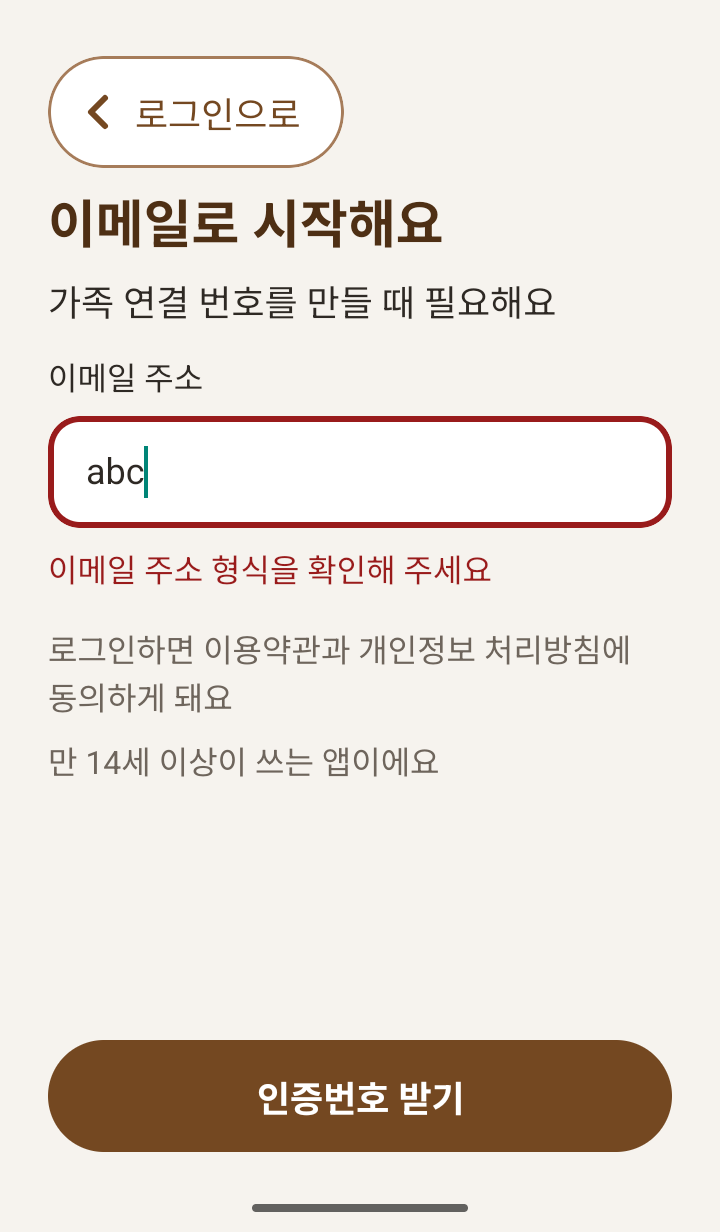 로그인으로
이메일로 시작해요
가족 연결 번호를 만들 때 필요해요
이메일 주소
abc
이메일 주소 형식을 확인해 주세요
로그인하면 이용약관과 개인정보 처리방침에
동의하게 돼요
만 14세 이상이 쓰는 앱이에요
인증번호 받기